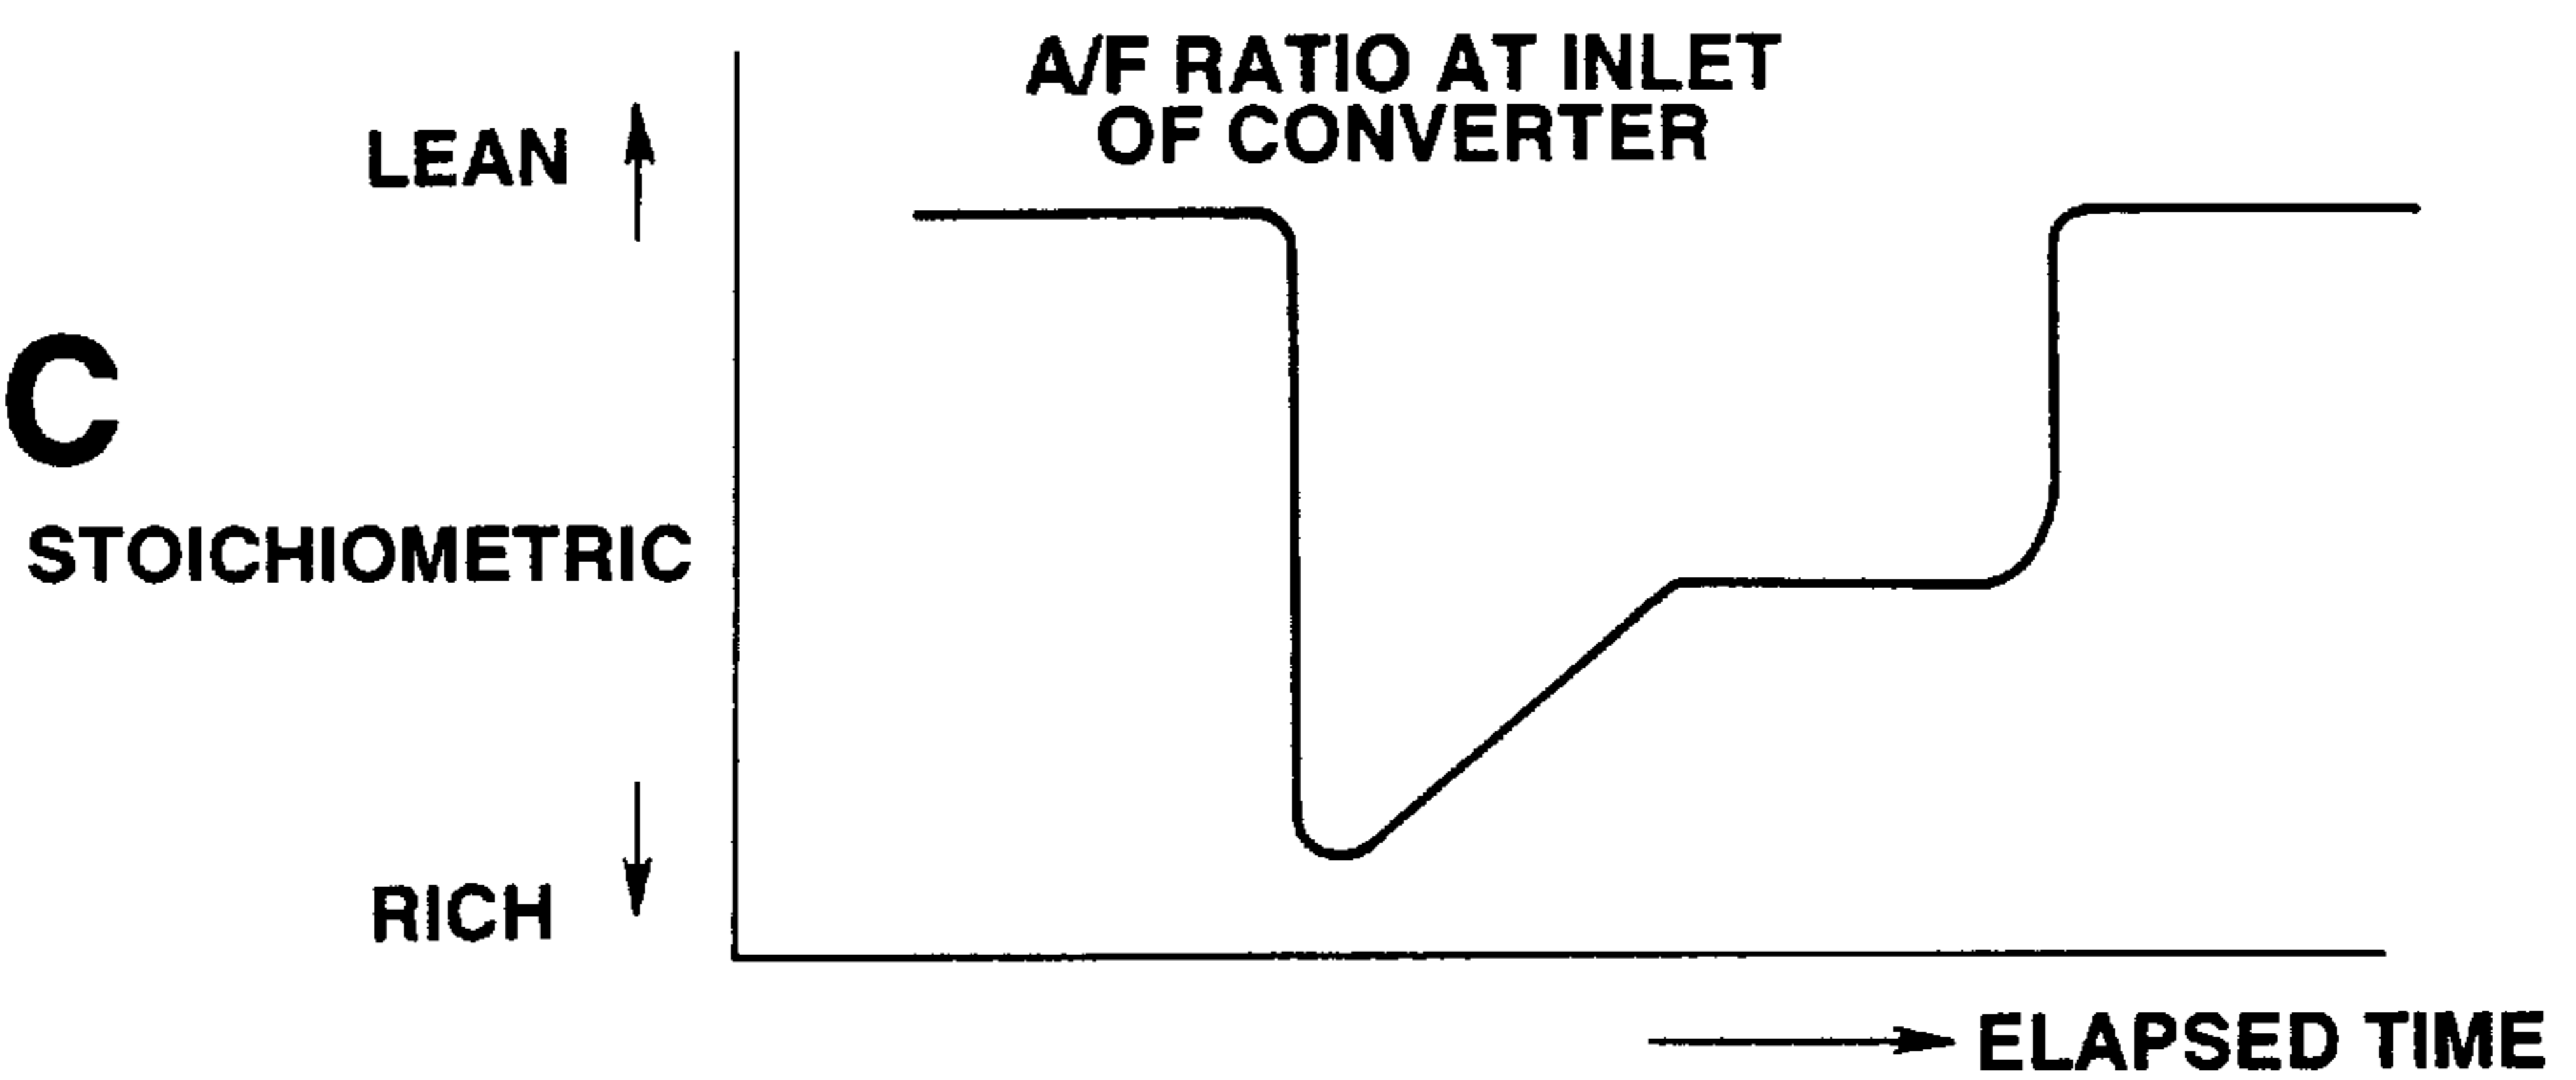 A/F RATIO AT INLET
OF CONVERTER
LEAN
C
STOICHIOMETRIC
RICH
ELAPSED TIME